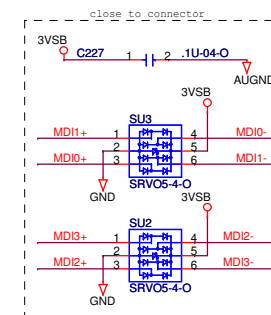 close to connector
3VSB
C227 1 2 .1U-04-O
AUGND
3VSB
SU3
MDI1+ 1 4 MDI0-
2 5
MDI0+ 3 6 MDI1-
GND
SRVO5-4-O
3VSB
SU2
MDI3+ 1 4 MDI2-
2 5
MDI2+ 3 6 MDI3-
GND
SRVO5-4-O